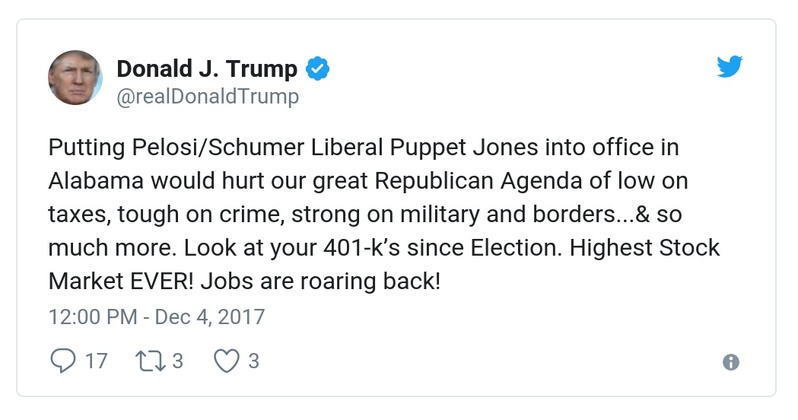 Donald J. Trump
@realDonaldTrump
Putting Pelosi/Schumer Liberal Puppet Jones into office in
Alabama would hurt our great Republican Agenda of low on
taxes, tough on crime, strong on military and borders...& so
much more. Look at your 401-k’s since Election. Highest Stock
Market EVER! Jobs are roaring back!
12:00 PM - Dec 4, 2017
17 3 3